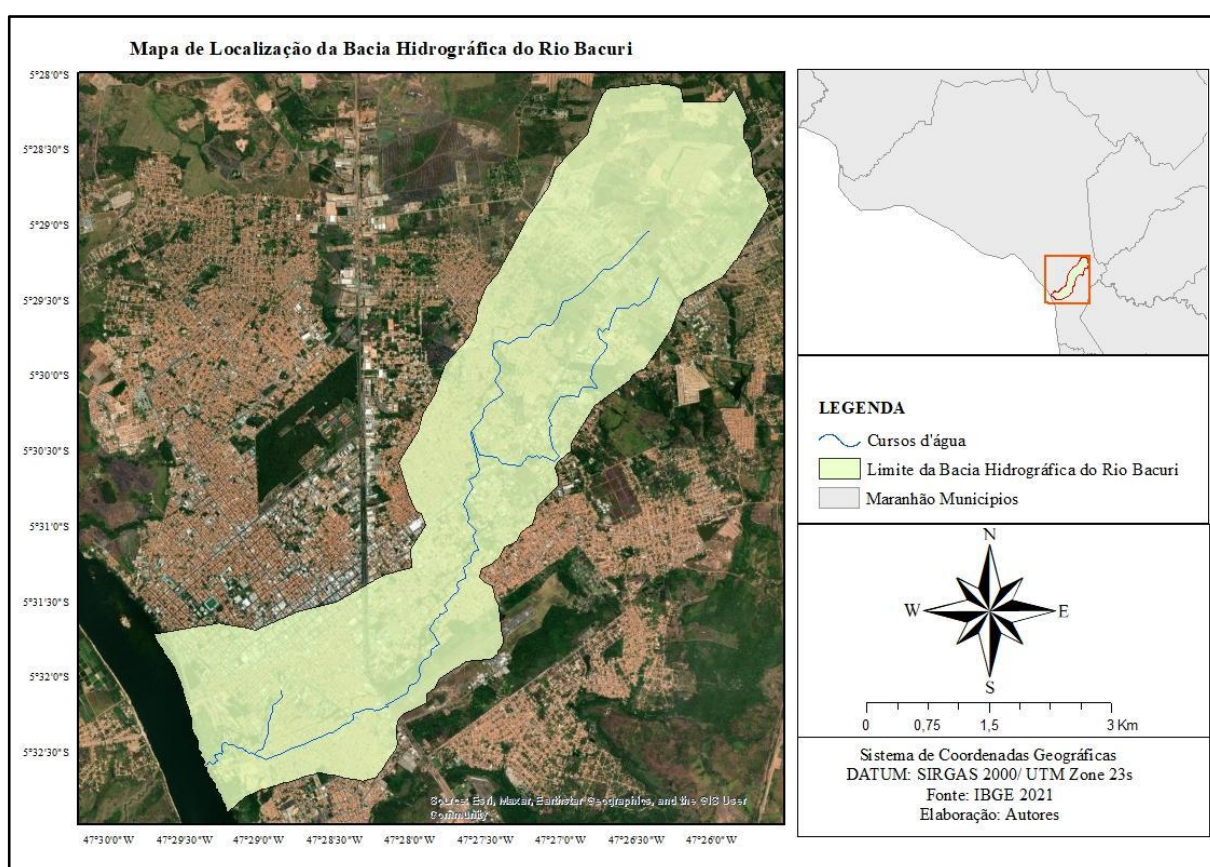 Mapa de Localização da Bacia Hidrográfica do Rio Bacuri
5°28'0"S
5°28'30"S
5°29'0"S
5°29'30"S
5°30'0"S
5°30'30"S
5°31'0"S
5°31'30"S
5°32'0"S
5°32'30"S
Source: Esri, Maxar, Earthstar Geographics, and the GIS User
Community
47°30'0"W 47°29'30"W 47°29'0"W 47°28'30"W 47°28'0"W 47°27'30"W 47°27'0"W 47°26'30"W 47°26'0"W
LEGENDA
Cursos d'água
Limite da Bacia Hidrográfica do Rio Bacuri
Maranhão Municipios
N
W E
S
0 0,75 1,5 3 Km
Sistema de Coordenadas Geográficas
DATUM: SIRGAS 2000/ UTM Zone 23s
Fonte: IBGE 2021
Elaboração: Autores